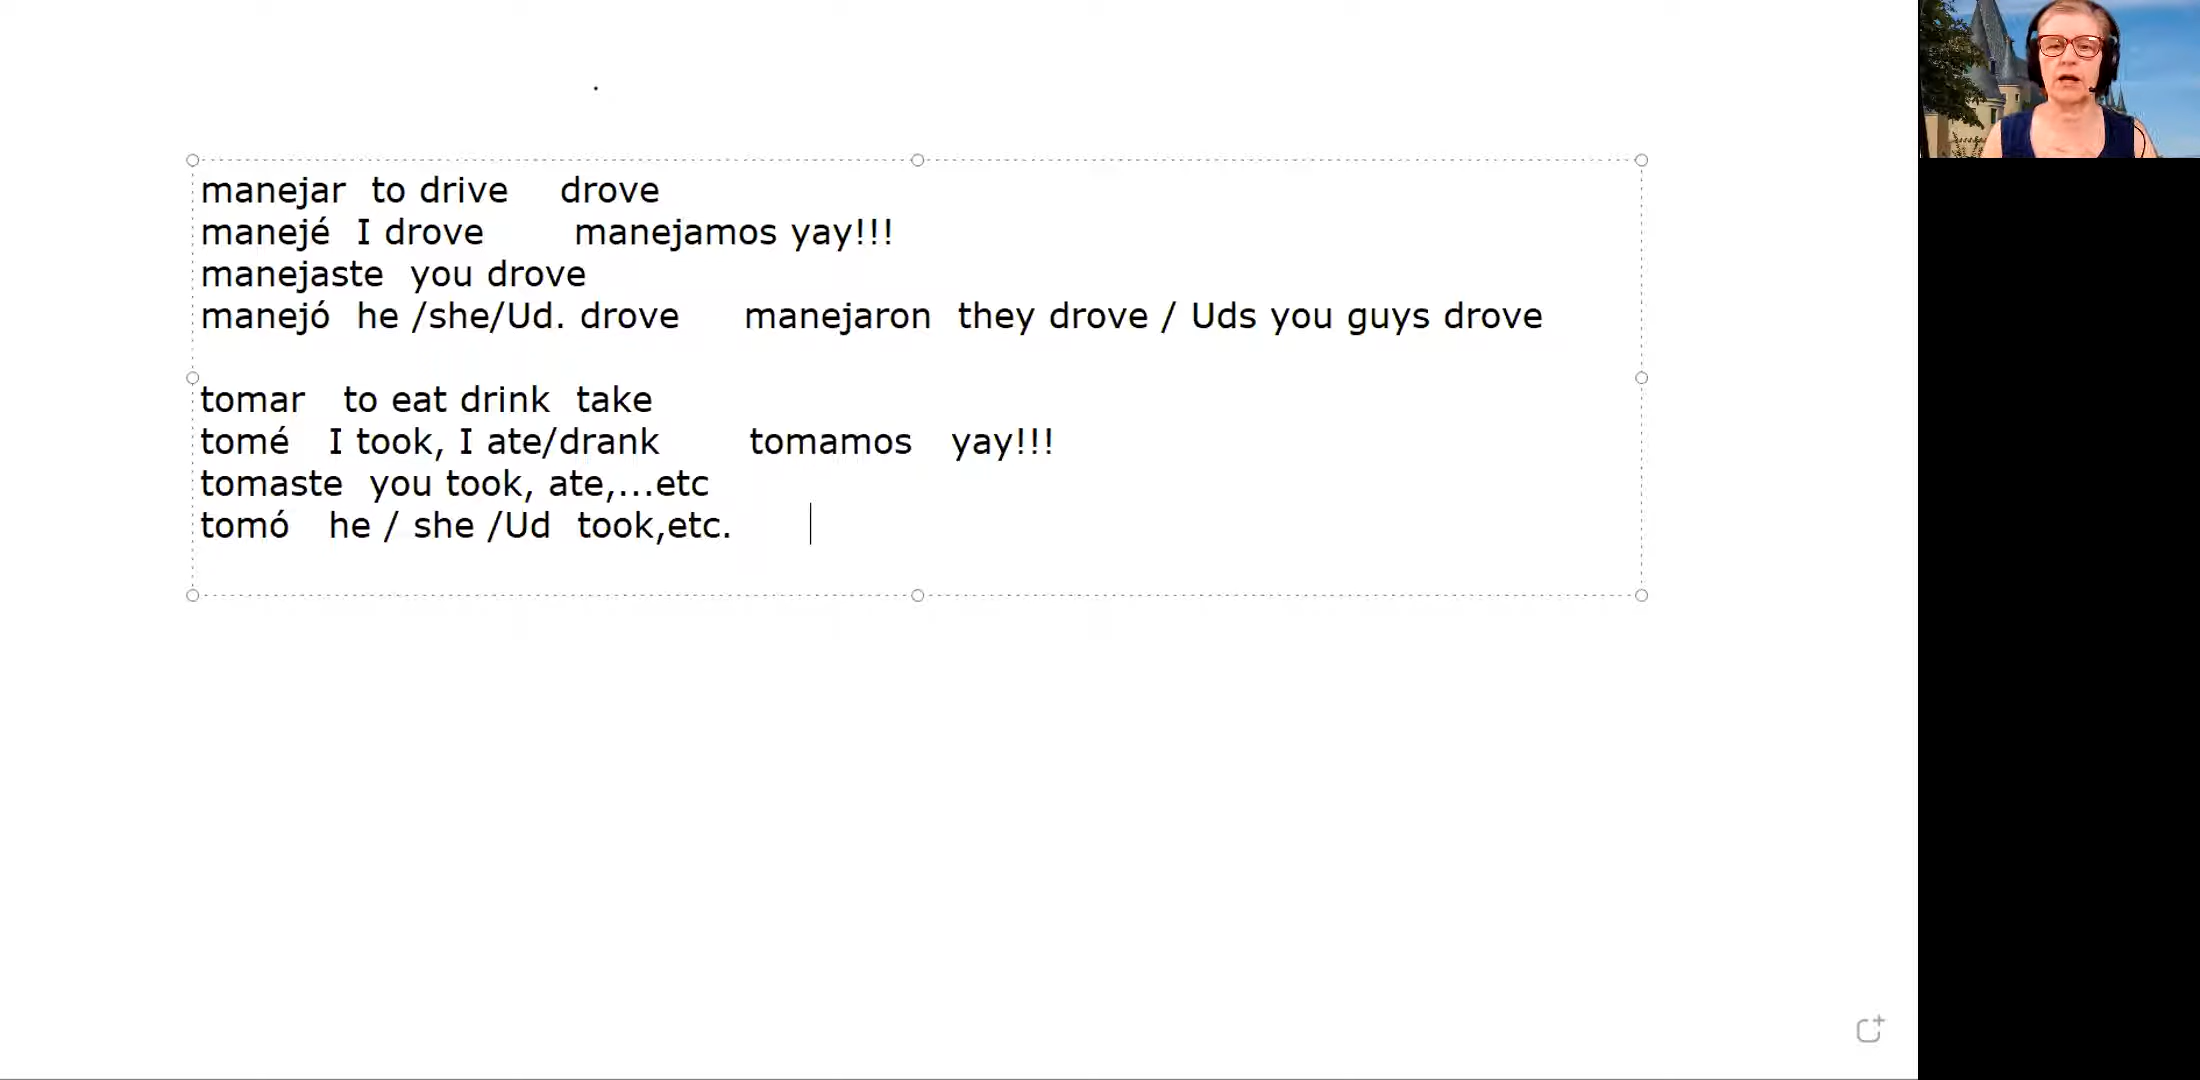 manejar to drive drove
manejé I drove manejamos yay!!!
manejaste you drove
manejó he /she/Ud. drove manejaron they drove / Uds you guys drove
tomar to eat drink take
tomé I took, I ate/drank tomamos yay!!!
tomaste you took, ate,...etc
tomó he / she /Ud took,etc.